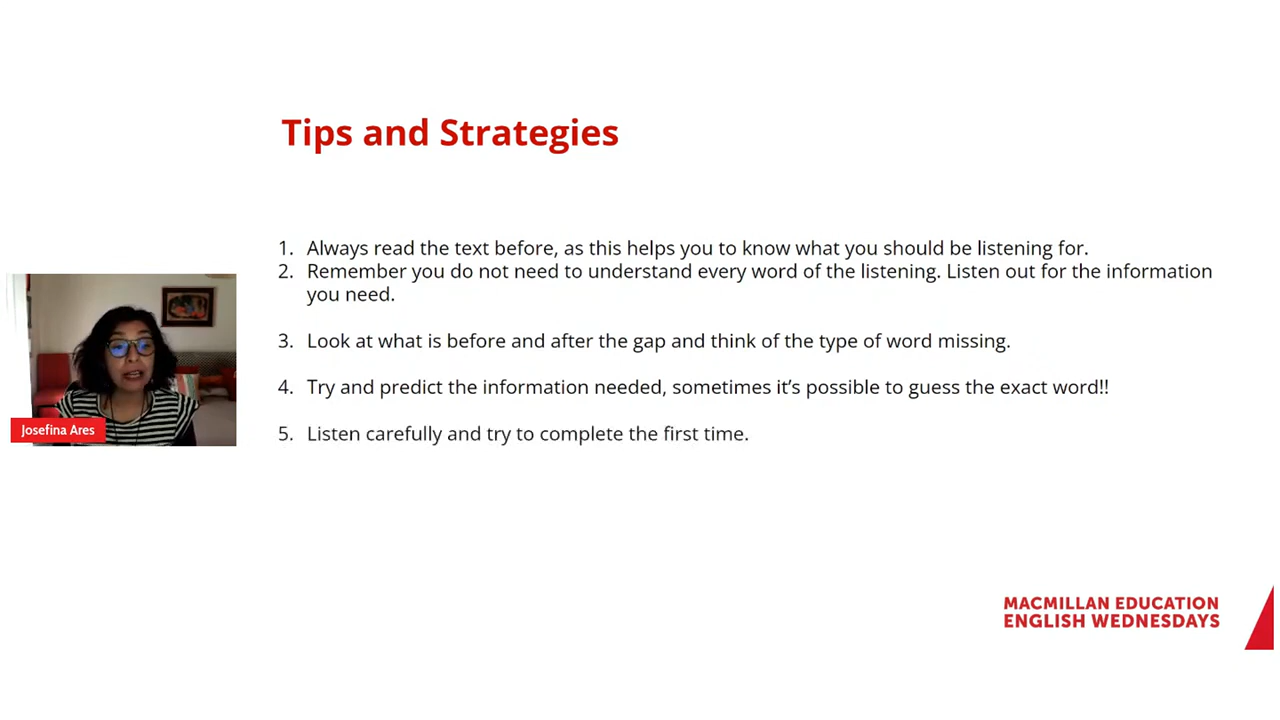 Tips and Strategies
1. Always read the text before, as this helps you to know what you should be listening for.
2. Remember you do not need to understand every word of the listening. Listen out for the information
you need.
3. Look at what is before and after the gap and think of the type of word missing.
4. Try and predict the information needed, sometimes it’s possible to guess the exact word!!
5. Listen carefully and try to complete the first time.
Josefina Ares
MACMILLAN EDUCATION
ENGLISH WEDNESDAYS